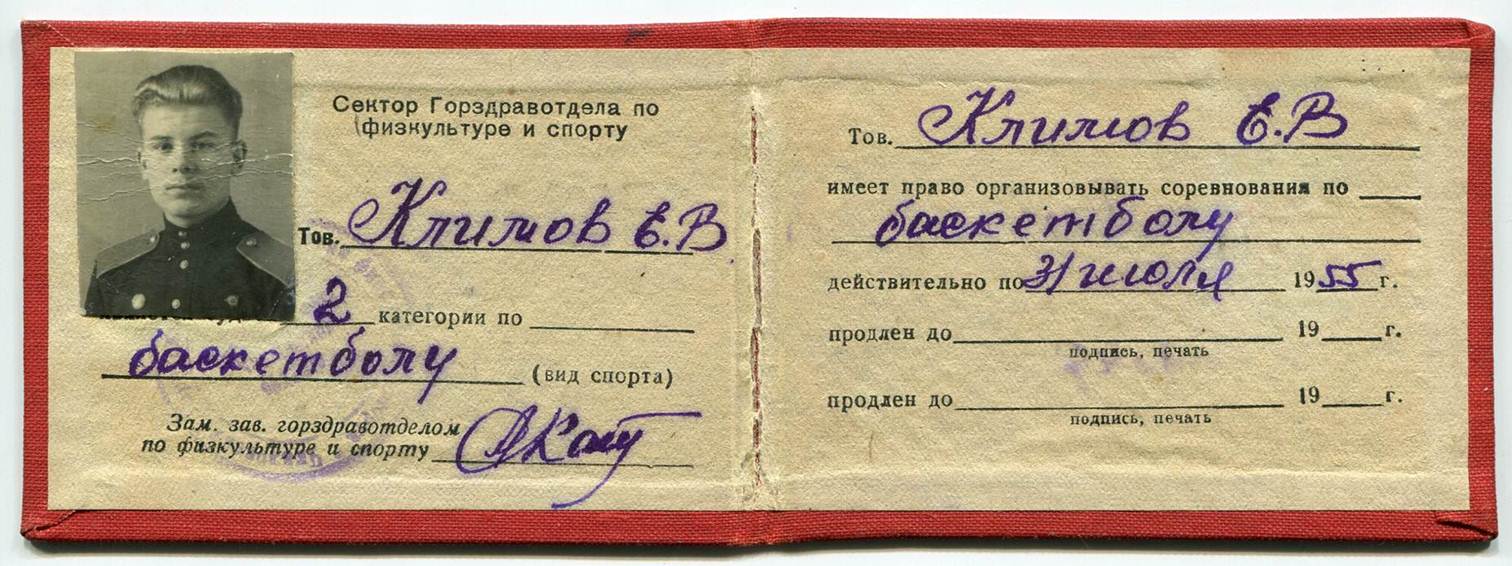 Сектор Горздравотдела по
физкультуре и спорту
Тов. Климов Е.В
2 категории по
баскетболу (вид спорта)
Зам. зав. горздравотделом
по физкультуре и спорту
Тов. Климов Е.В
имеет право организовывать соревнования по
баскетболу
действительно по 31 июля 1955 г.
продлен до 19 г.
подпись, печать
продлен до 19 г.
подпись, печать